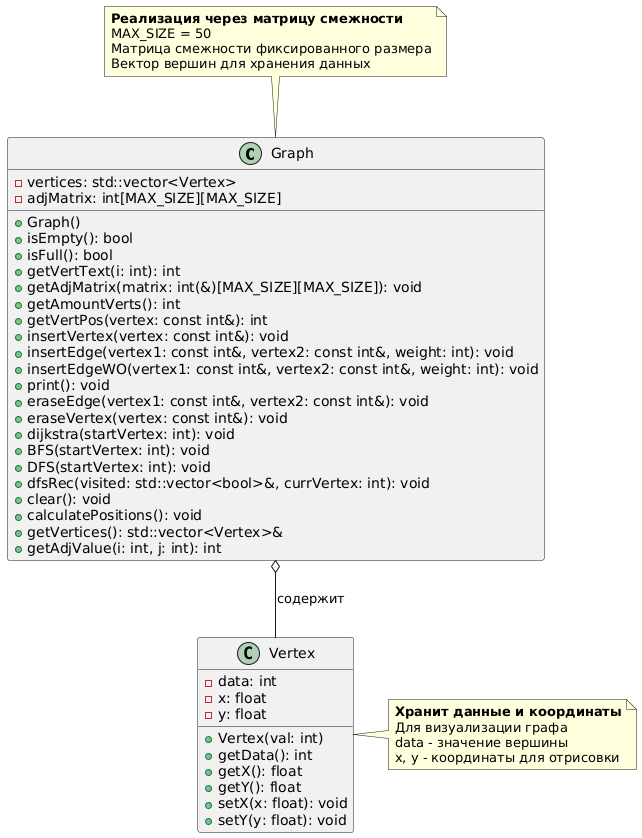 Реализация через матрицу смежности
MAX_SIZE = 50
Матрица смежности фиксированного размера
Вектор вершин для хранения данных
C Graph
vertices: std::vector<Vertex>
adjMatrix: int[MAX_SIZE][MAX_SIZE]
Graph()
isEmpty(): bool
isFull(): bool
getVertText(i: int): int
getAdjMatrix(matrix: int(&)[MAX_SIZE][MAX_SIZE]): void
getAmountVerts(): int
getVertPos(vertex: const int&): int
insertVertex(vertex: const int&): void
insertEdge(vertex1: const int&, vertex2: const int&, weight: int): void
insertEdgeWO(vertex1: const int&, vertex2: const int&, weight: int): void
print(): void
eraseEdge(vertex1: const int&, vertex2: const int&): void
eraseVertex(vertex: const int&): void
dijkstra(startVertex: int): void
BFS(startVertex: int): void
DFS(startVertex: int): void
dfsRec(visited: std::vector<bool>&, currVertex: int): void
clear(): void
calculatePositions(): void
getVertices(): std::vector<Vertex>&
getAdjValue(i: int, j: int): int
содержит
C Vertex
data: int
x: float
y: float
Vertex(val: int)
getData(): int
getX(): float
getY(): float
setX(x: float): void
setY(y: float): void
Хранит данные и координаты
Для визуализации графа
data - значение вершины
x, y - координаты для отрисовки